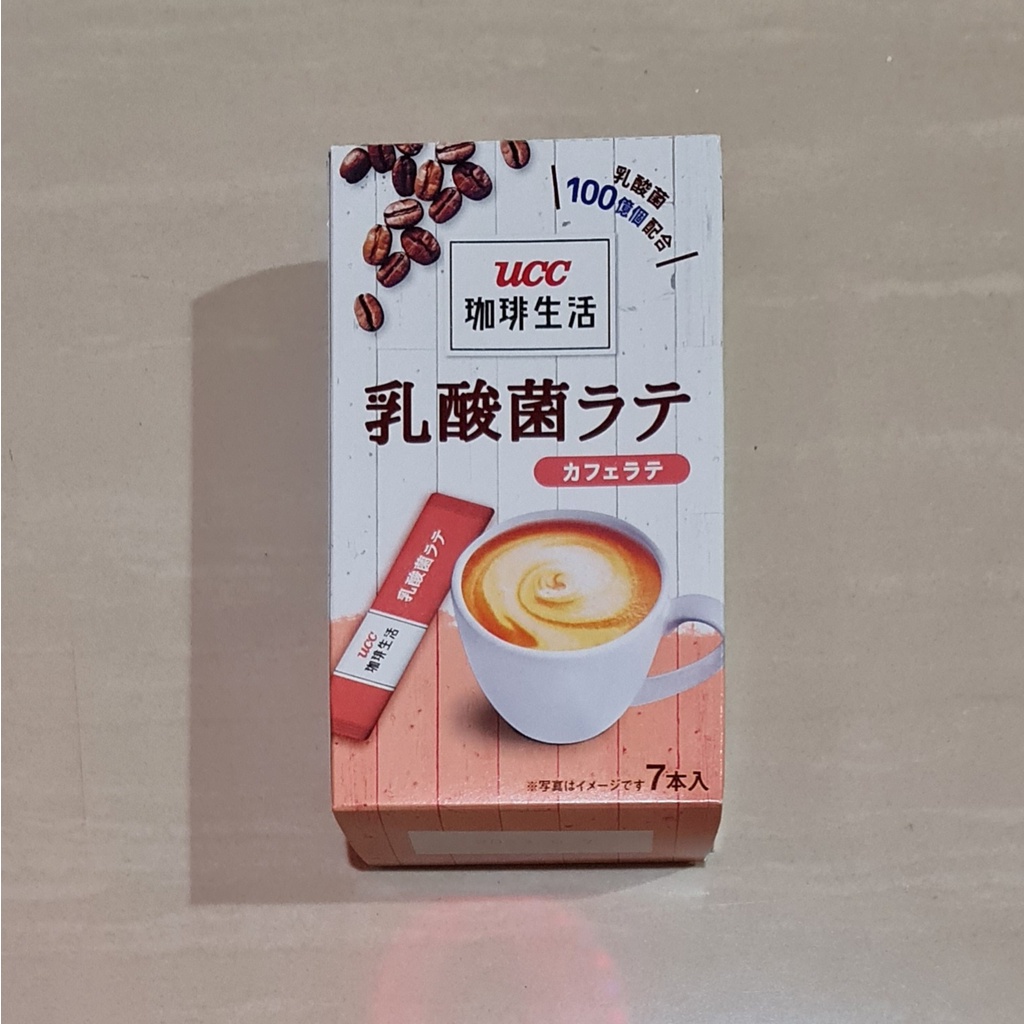 乳酸菌
100億個配合
UCC
珈琲生活
乳酸菌ラテ
カフェラテ
乳酸菌ラテ
UCC
珈琲生活
※写真はイメージです 7本入